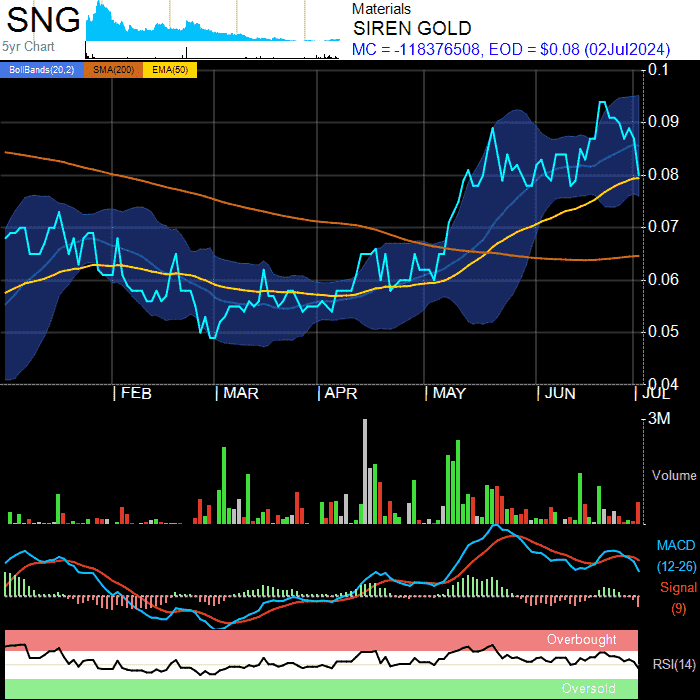 SNG
5yr Chart
Materials
SIREN GOLD
MC = -118376508, EOD = $0.08 (02Jul2024)
BollBands(20,2) SMA(200) EMA(50)
0.1
0.09
0.08
0.07
0.06
0.05
0.04
FEB MAR APR MAY JUN JUL
3M
Volume
MACD
(12-26)
Signal
(9)
Overbought
RSI(14)
Oversold